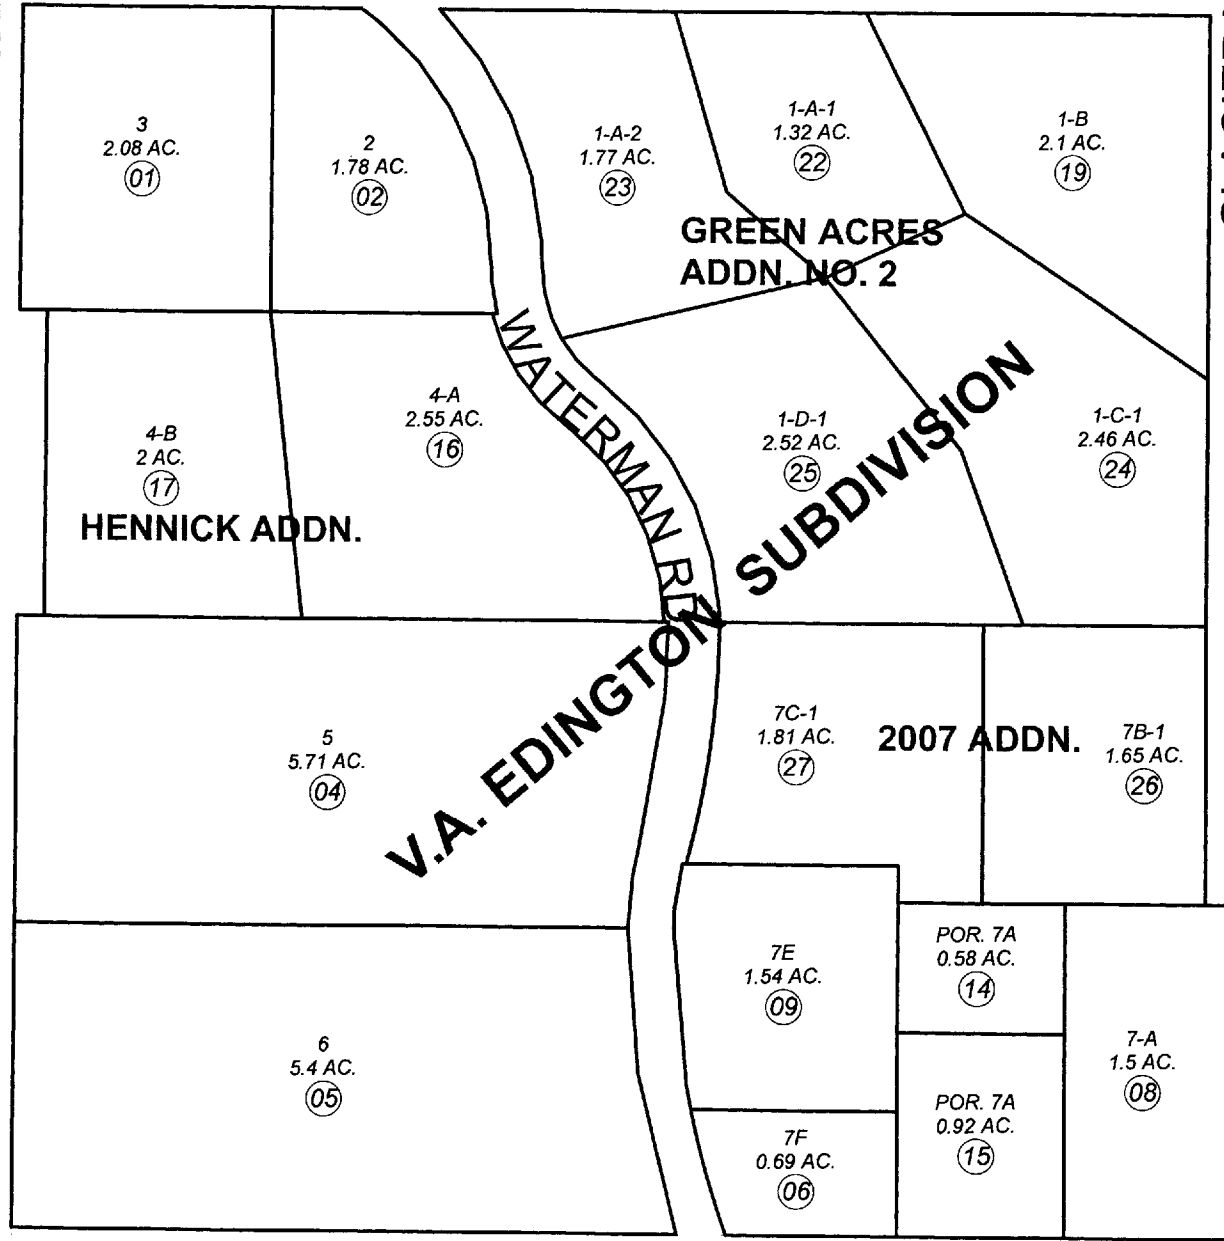 3
2.08 AC.
01
2
1.78 AC.
02
1-A-2
1.77 AC.
23
1-A-1
1.32 AC.
22
1-B
2.1 AC.
19
GREEN ACRES
ADDN. NO. 2
WATERMAN RD
4-B
2 AC.
17
HENNICK ADDN.
4-A
2.55 AC.
16
1-D-1
2.52 AC.
25
1-C-1
2.46 AC.
24
V.A. EDINGTON SUBDIVISION
5
5.71 AC.
04
7C-1
1.81 AC.
27
2007 ADDN.
7B-1
1.65 AC.
26
6
5.4 AC.
05
7E
1.54 AC.
09
POR. 7A
0.58 AC.
14
7-A
1.5 AC.
08
7F
0.69 AC.
06
POR. 7A
0.92 AC.
15